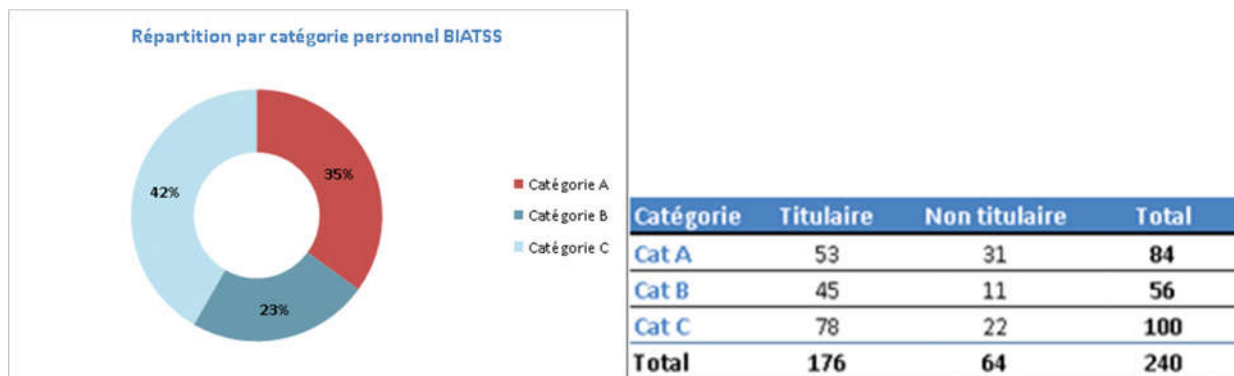 Répartition par catégorie personnel BIATSS
35%
42%
23%
Catégorie A
Catégorie B
Catégorie C
Catégorie Titulaire Non titulaire Total
Cat A 53 31 84
Cat B 45 11 56
Cat C 78 22 100
Total 176 64 240